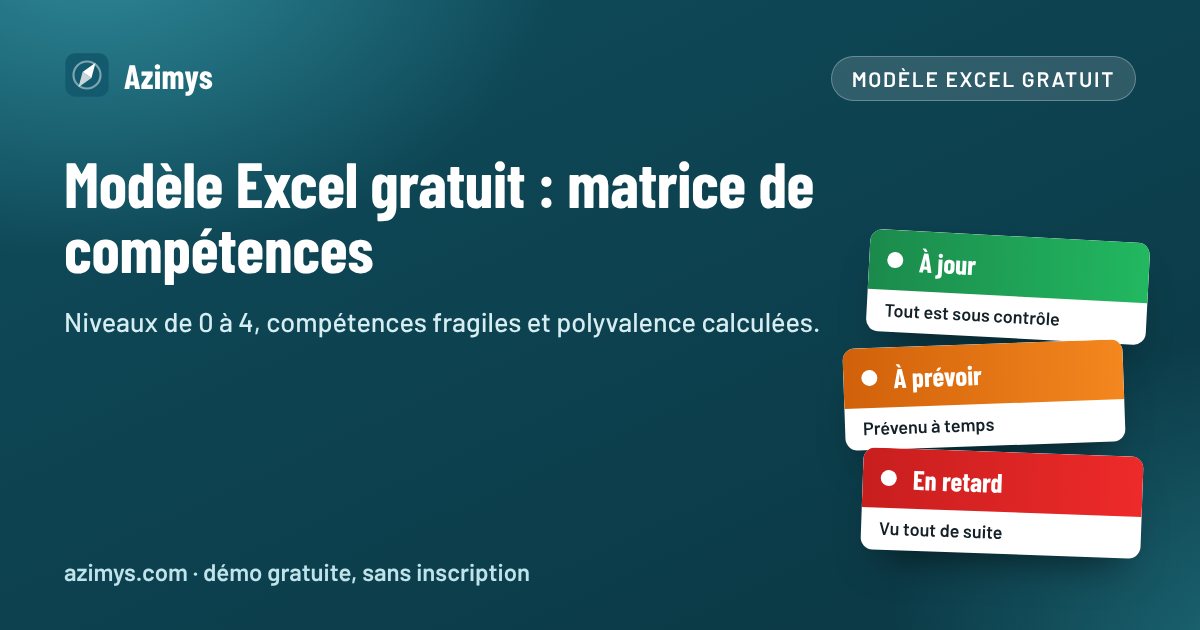 Azimys
MODÈLE EXCEL GRATUIT
Modèle Excel gratuit : matrice de
compétences
Niveaux de 0 à 4, compétences fragiles et polyvalence calculées.
À jour
Tout est sous contrôle
À prévoir
Prévenu à temps
En retard
Vu tout de suite
azimys.com · démo gratuite, sans inscription